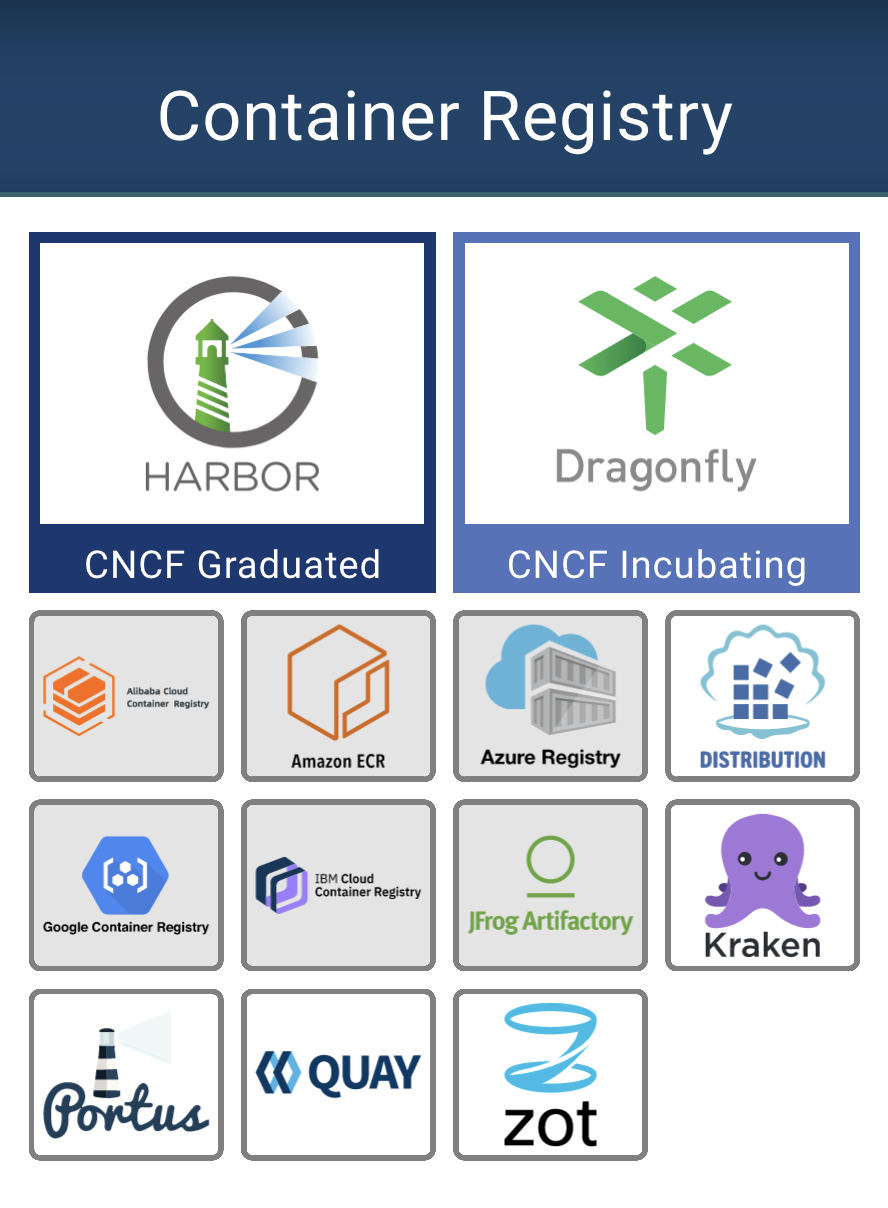 Container Registry
HARBOR
CNCF Graduated
Dragonfly
CNCF Incubating
Alibaba Cloud
Container Registry
Amazon ECR
Azure Registry
DISTRIBUTION
Google Container Registry
IBM Cloud
Container Registry
JFrog Artifactory
Kraken
Portus
QUAY
zot